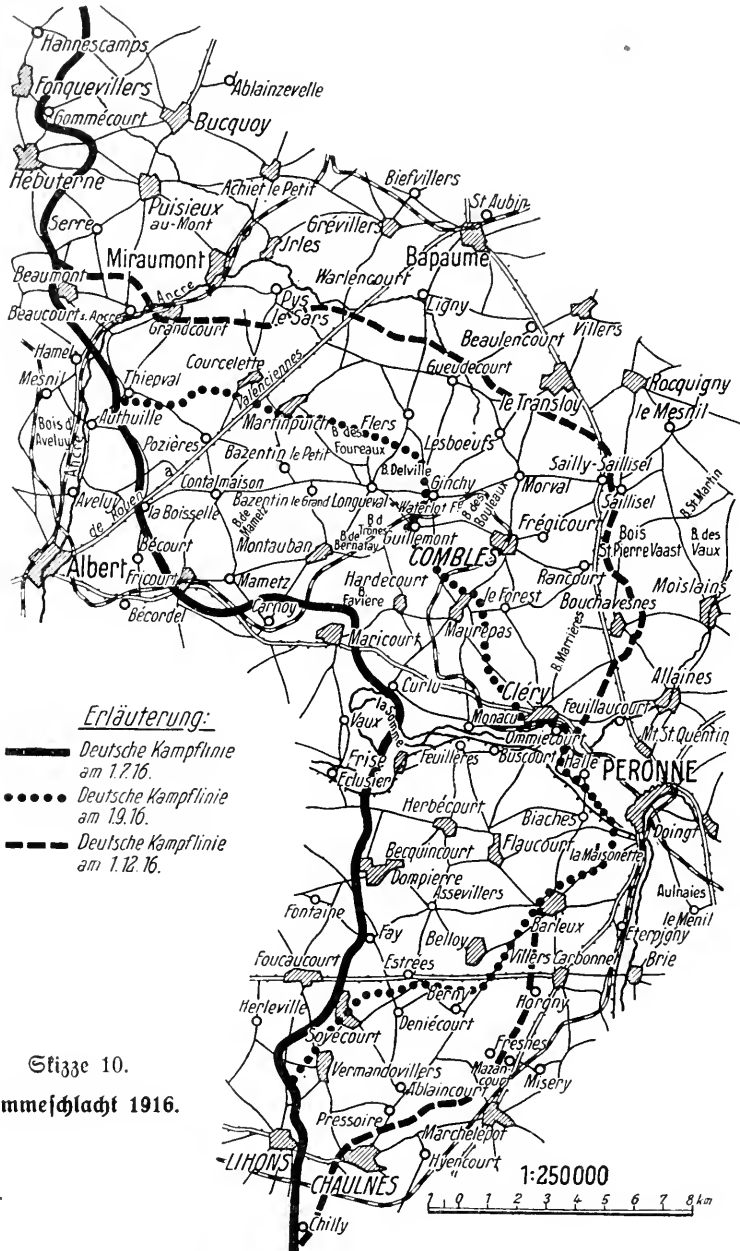 Hannescamps
Fonquevillers
Ablainzevelle
Gommécourt
Bucquoy
Hébuterne
Achiet le Petit
Biefvillers
Puisieux
au-Mont
St Aubin
Serre
Grévillers
Jrles
Miraumont
Bapaume
Warlencourt
Beaumont
Ancre
Pys
Ligny
le Sars
Beaucourt s. Ancre
Grandcourt
Villers
Beaulencourt
Hamel
Courcelette
Valenciennes
Gueudecourt
Rocquigny
Mesnil
Thiepval
le Transloy
le Mesnil
Martinpuich
Flers
Authuille
Bois d
Aveluy
B. des
Foureaux
Lesboeufs
Pozières
Bazentin le Petit
B. Delville
Sailly-Saillisel
Ancre
Contalmaison
Ginchy
Morval
Saillisel
B. St Martin
Aveluy
de Rouen à
la Boisselle
Bazentin le Grand
Longueval
Waterlot Fe
B. des
Bouleaux
B. de
Mametz
B. d
Trônes
B. de
Bernafay
Guillemont
Frégicourt
Bois
St Pierre Vaast
B. des
Vaux
Bécourt
Montauban
COMBLES
Albert
Fricourt
Mametz
Hardecourt
Rancourt
Moislains
B.
Favière
le Forest
Bouchavesnes
Bécordel
Carnoy
Maurepas
Maricourt
B. Marrières
Allaines
Curlu
Cléry
Feuillaucourt
Vaux
la Somme
Monacu
Ommiécourt
Mt St Quentin
Frise
Feuillères
Buscourt
Halle
Eclusier
PERONNE
Herbécourt
Biaches
Doingt
Flaucourt
la Maisonette
Becquincourt
Dompierre
Aulnaies
Assevillers
Fontaine
Barleux
le Ménil
Eterpigny
Fay
Belloy
Villers Carbonnel
Foucaucourt
Estrées
Brie
Berny
Horgny
Herleville
Deniécourt
Soyécourt
Fresnes
Mazan-
court
Vermandovillers
Misery
Ablaincourt
Pressoire
Marchélepot
LIHONS
Hyencourt
CHAULNES
Chilly
Erläuterung:
Deutsche Kampflinie
am 1.7.16.
Deutsche Kampflinie
am 1.9.16.
Deutsche Kampflinie
am 1.12.16.
Skizze 10.
mmeschlacht 1916.
1:250000
1 0 1 2 3 4 5 6 7 8 km